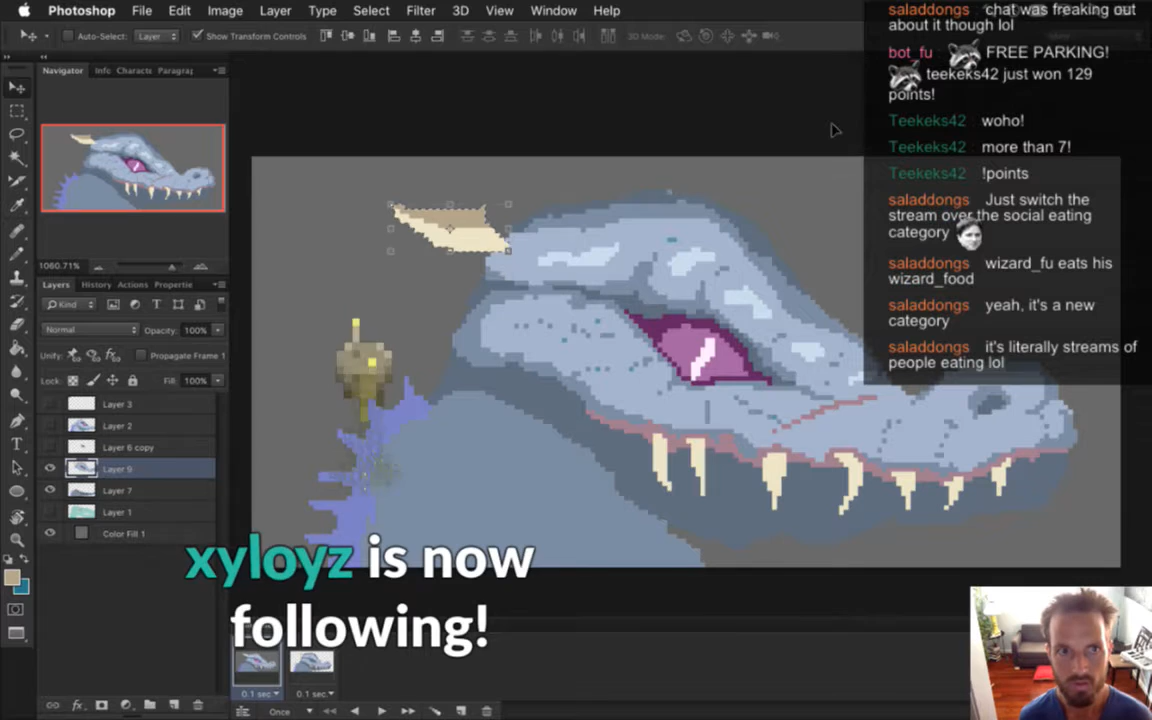 Photoshop File Edit Image Layer Type Select Filter 3D View Window Help
Auto-Select: Layer Show Transform Controls 3D Mode:
Navigator Info Characte Paragrap
1060.71%
Layers History Actions Propertie
Kind
Normal Opacity: 100%
Unify: Propagate Frame 1
Lock: Fill: 100%
Layer 3
Layer 2
Layer 6 copy
Layer 9
Layer 7
Layer 1
Color Fill 1
saladdongs chat was freaking out
about it though lol
bot_fu FREE PARKING!
teekeks42 just won 129
points!
Teekeks42 woho!
Teekeks42 more than 7!
Teekeks42 !points
saladdongs Just switch the
stream over the social eating
category
saladdongs wizard_fu eats his
wizard_food
saladdongs yeah, it's a new
category
saladdongs it's literally streams of
people eating lol
xyloyz is now
following!
0.1 sec 0.1 sec.
Once